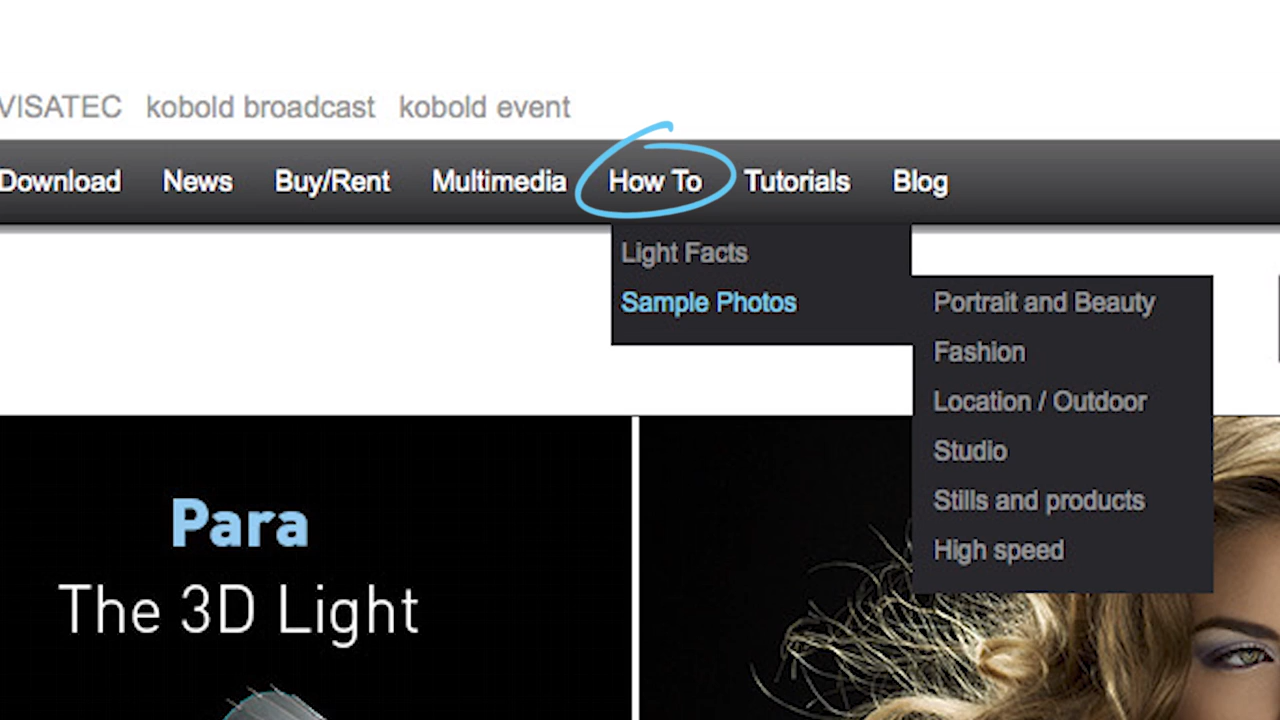 VISATEC kobold broadcast kobold event
Download News Buy/Rent Multimedia How To Tutorials Blog
Light Facts
Sample Photos
Portrait and Beauty
Fashion
Location / Outdoor
Studio
Stills and products
High speed
Para
The 3D Light